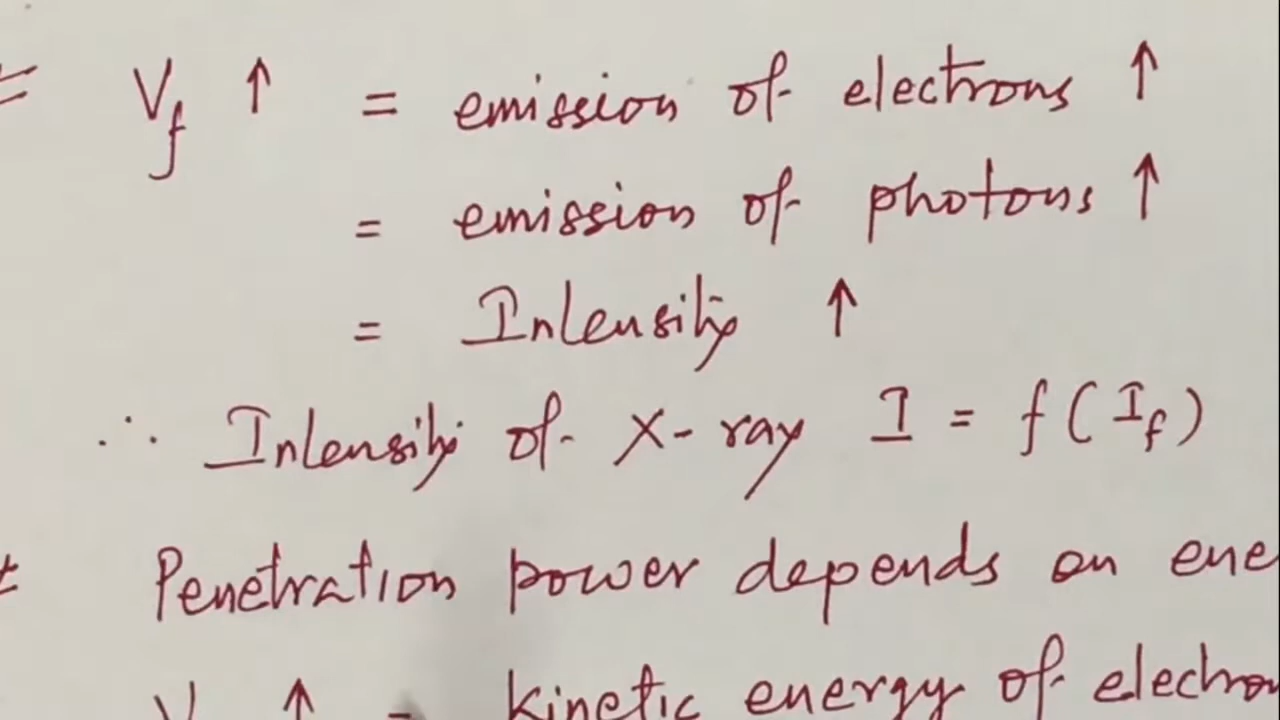 * V_f ↑ = emission of electrons ↑
= emission of photons ↑
= Intensity ↑
∴ Intensity of X-ray I = f(I_f)
* Penetration power depends on ene
V ↑ = kinetic energy of electron